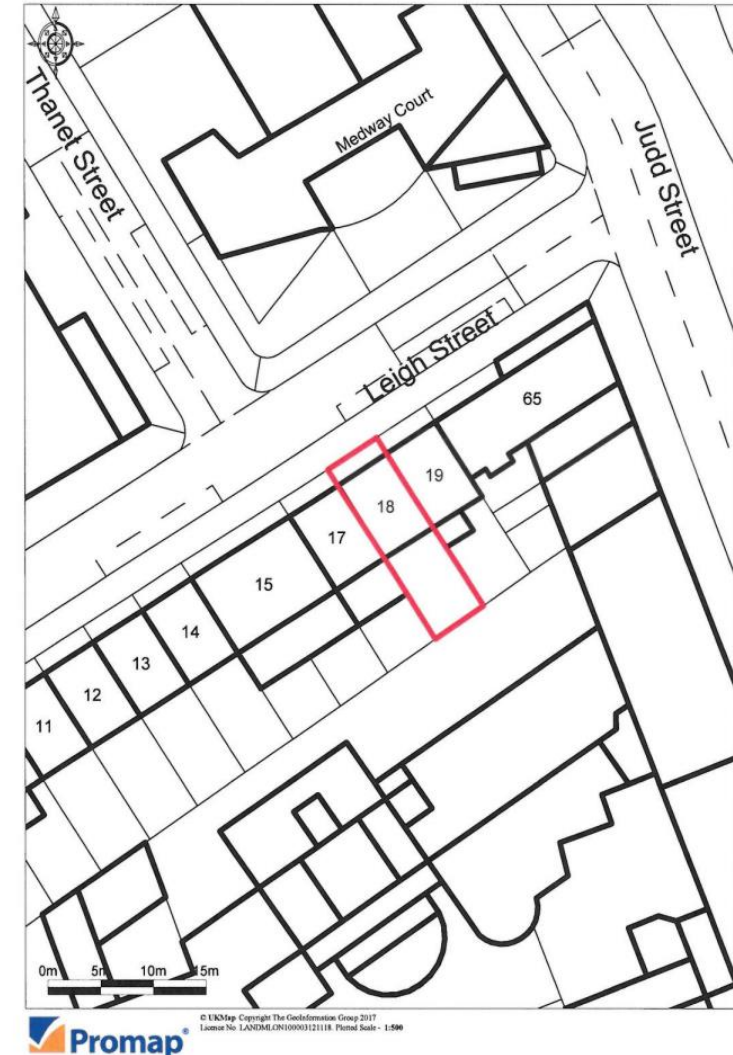 Thanet Street
Medway Court
Judd Street
Leigh Street
65
19
18
17
15
14
13
12
11
0m 5m 10m 15m
© UKMap Copyright The GeoInformation Group 2017
Licence No. LANDMLON100003121118. Plotted Scale - 1:500
Promap®